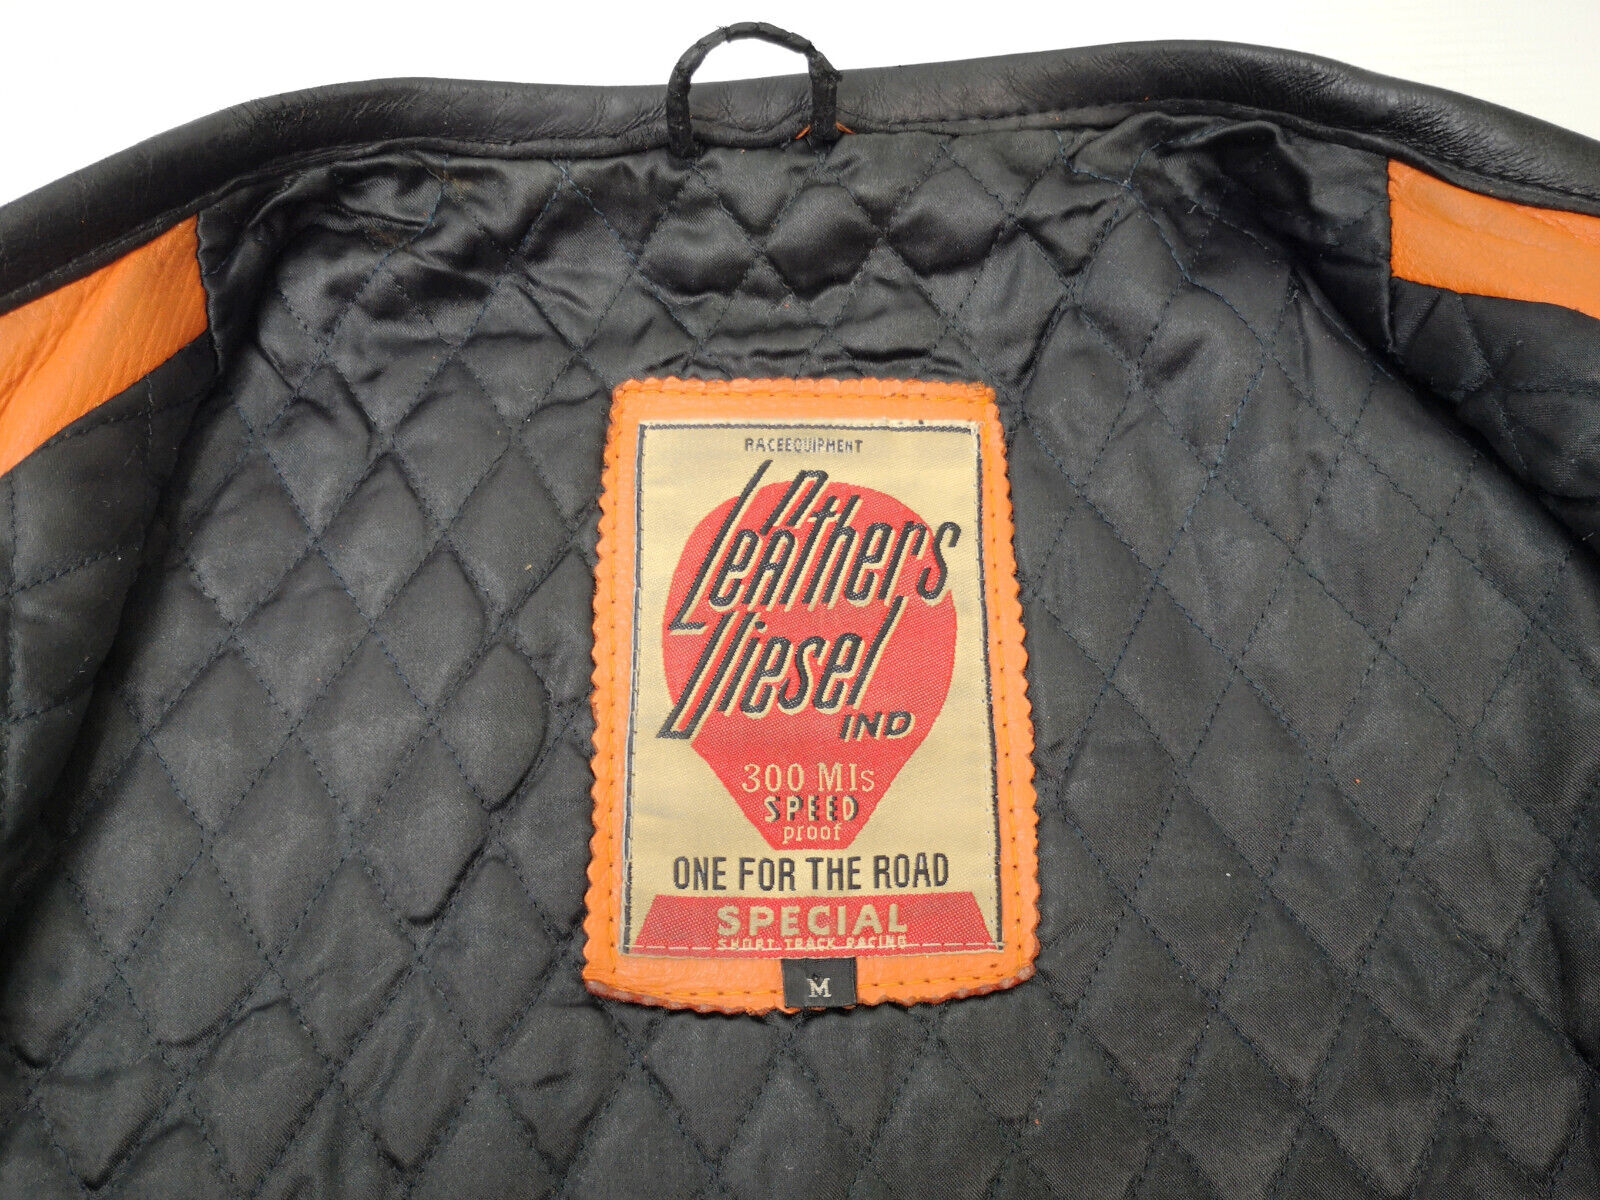 RACEEQUIPMENT
Leathers
Diesel
IND
300 MIs
SPEED
proof
ONE FOR THE ROAD
SPECIAL
SHORT TRACK RACING
M